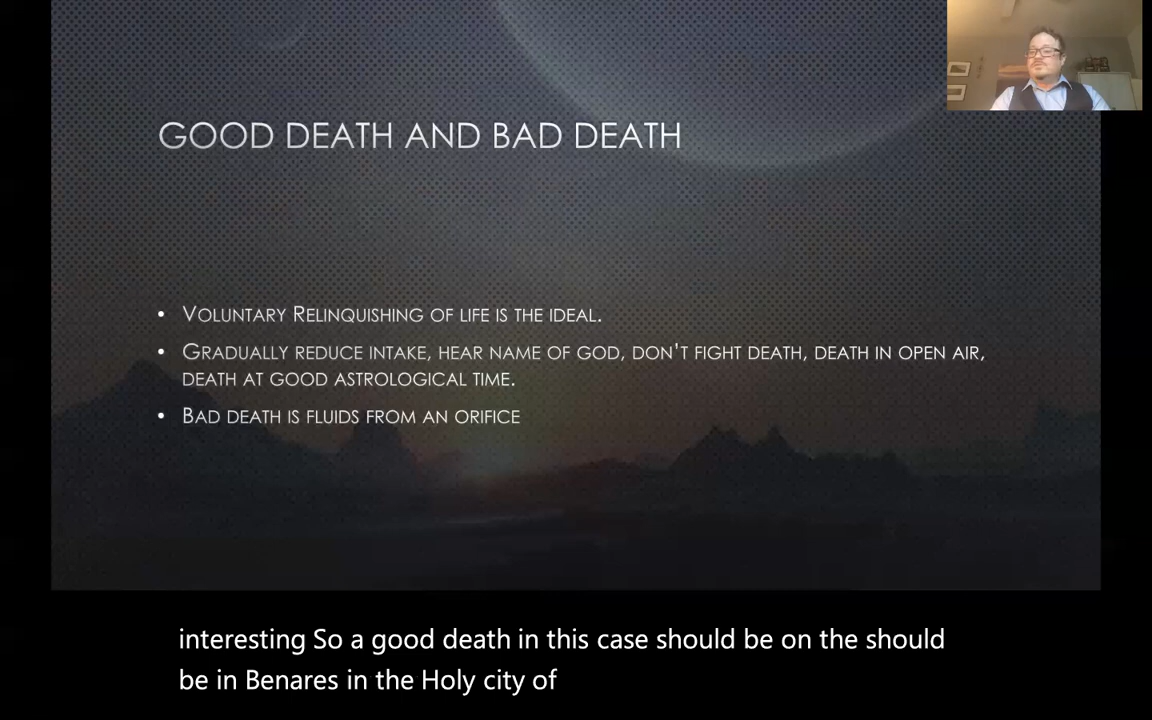 GOOD DEATH AND BAD DEATH
• VOLUNTARY RELINQUISHING OF LIFE IS THE IDEAL.
• GRADUALLY REDUCE INTAKE, HEAR NAME OF GOD, DON'T FIGHT DEATH, DEATH IN OPEN AIR,
DEATH AT GOOD ASTROLOGICAL TIME.
• BAD DEATH IS FLUIDS FROM AN ORIFICE
interesting So a good death in this case should be on the should
be in Benares in the Holy city of